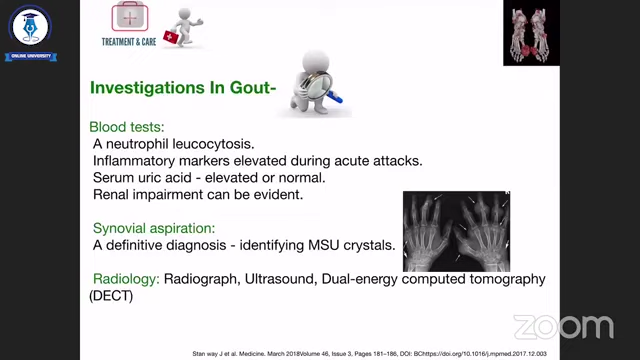 ONLINE UNIVERSITY
TREATMENT & CARE
Investigations In Gout-
Blood tests:
A neutrophil leucocytosis.
Inflammatory markers elevated during acute attacks.
Serum uric acid - elevated or normal.
Renal impairment can be evident.
Synovial aspiration:
A definitive diagnosis - identifying MSU crystals.
R
Radiology: Radiograph, Ultrasound, Dual-energy computed tomography
(DECT)
zoom
Stan way J et al. Medicine. March 2018Volume 46, Issue 3, Pages 181–186, DOI: BChttps://doi.org/10.1016/j.mpmed.2017.12.003